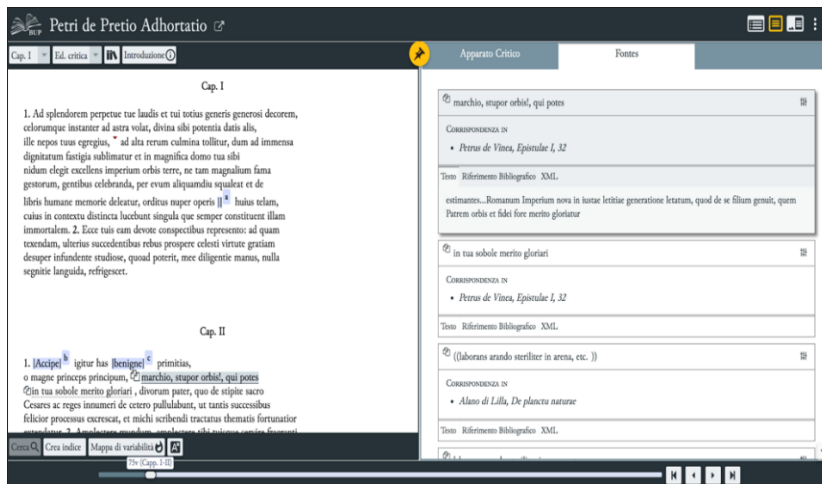 BUP
Petri de Pretio Adhortatio
Cap. I
Ed. critica
Introduzione
Apparato Critico
Fontes
Cap. I
1. Ad splendorem perpetue tue laudis et tui totius generis generosi decorem,
celorumque instanter ad astra volat, divina sibi potentia datis alis,
ille nepos tuus egregius, * ad alta rerum culmina tollitur, dum ad immensa
dignitatum fastigia sublimatur et in magnifica domo tua sibi
nidum elegit excellens imperium orbis terre, ne tam magnalium fama
gestorum, gentibus celebranda, per evum aliquamdiu squaleat et de
libris humane memorie deleatur, orditus nuper operis || a huius telam,
cuius in contextu distincta lucebunt singula que semper constituent illam
immortalem. 2. Ecce tuis eam devote conspectibus represento: ad quam
texendam, ulterius succedentibus rebus prospere celesti virtute gratiam
desuper infundente studiose, quoad poterit, mee diligentie manus, nulla
segnitie languida, refrigescet.
Cap. II
1. |Accipe| b igitur has |benigne| c primitias,
o magne princeps principum, marchio, stupor orbis!, qui potes
in tua sobole merito gloriari , divorum pater, quo de stipite sacro
Cesares ac reges innumeri de cetero pullulabunt, ut tantis successibus
felicior processus excrescat, et michi scribendi tractatus thematis fortunatior
Cerca
Crea indice
Mappa di variabilità
75v (Capp. I-II)
marchio, stupor orbis!, qui potes
Corrispondenza in
• Petrus de Vinea, Epistulae I, 32
Testo Riferimento Bibliografico XML
estimantes...Romanum Imperium nova in iustae letitiae generatione letatum, quod de se filium genuit, quem
Patrem orbis et fidei fore merito gloriatur
in tua sobole merito gloriari
Corrispondenza in
• Petrus de Vinea, Epistulae I, 32
Testo Riferimento Bibliografico XML
((laborans arando steriliter in arena, etc. ))
Corrispondenza in
• Alano di Lilla, De planctu naturae
Testo Riferimento Bibliografico XML